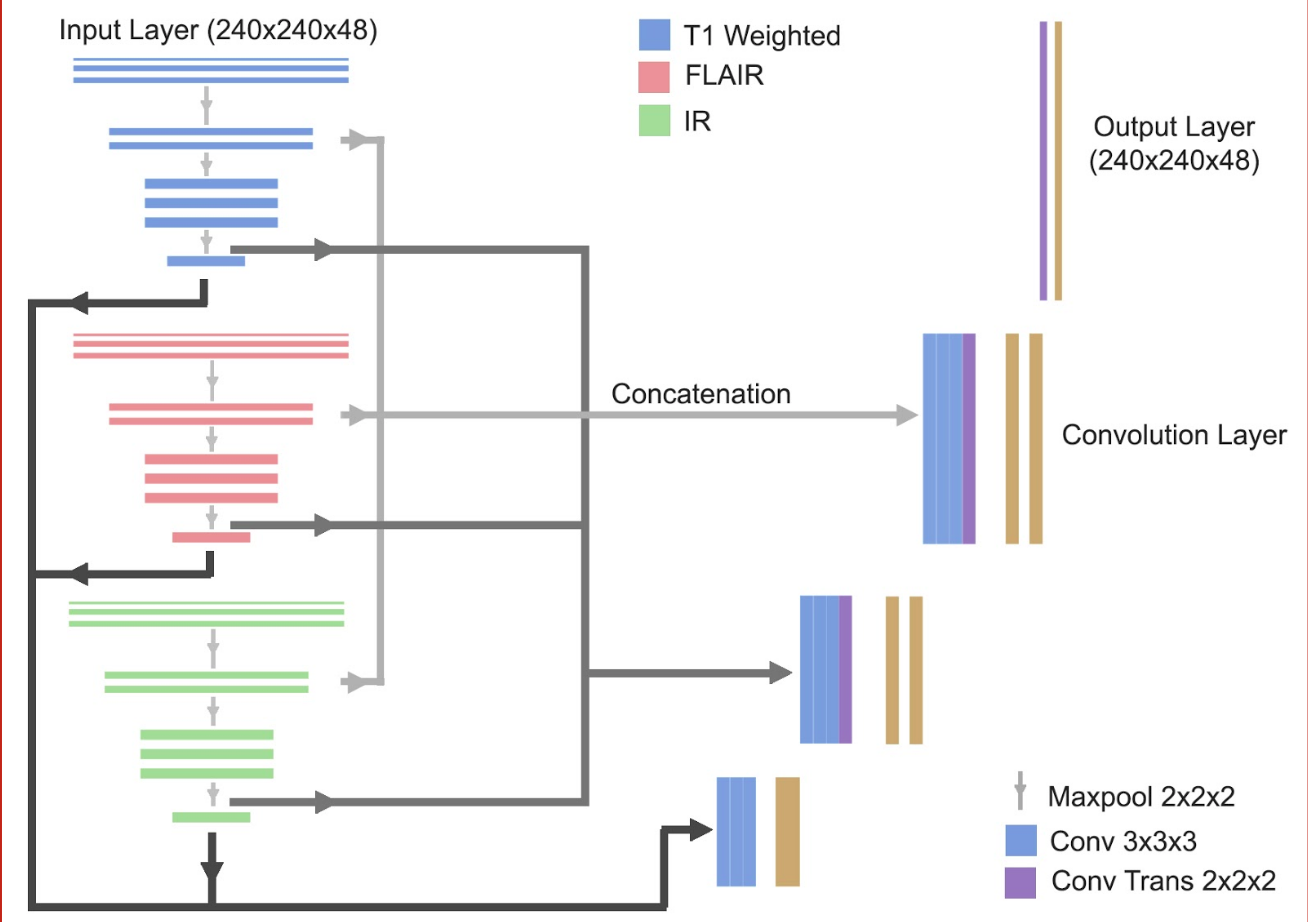 Input Layer (240x240x48)
T1 Weighted
FLAIR
IR
Output Layer
(240x240x48)
Concatenation
Convolution Layer
Maxpool 2x2x2
Conv 3x3x3
Conv Trans 2x2x2